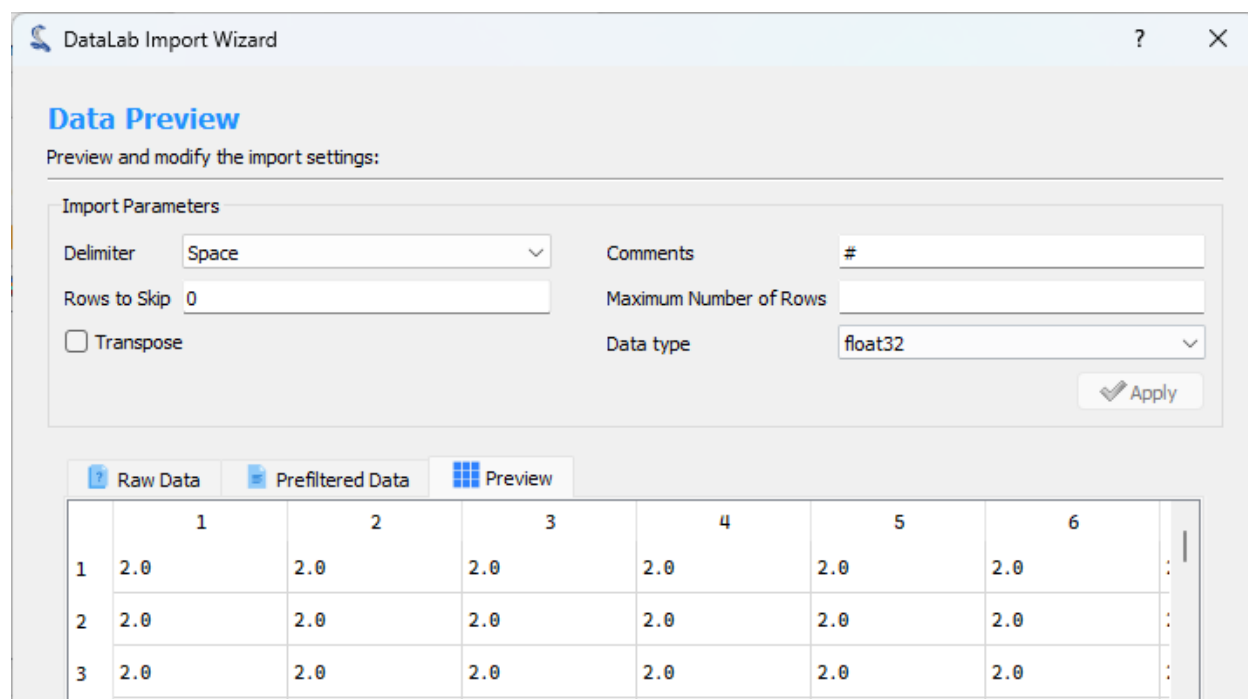 DataLab Import Wizard ?
Data Preview
Preview and modify the import settings:
Import Parameters
Delimiter Space Comments #
Rows to Skip 0 Maximum Number of Rows
Transpose Data type float32
Apply
Raw Data Prefiltered Data Preview
1 2 3 4 5 6
1 2.0 2.0 2.0 2.0 2.0 2.0
2 2.0 2.0 2.0 2.0 2.0 2.0
3 2.0 2.0 2.0 2.0 2.0 2.0